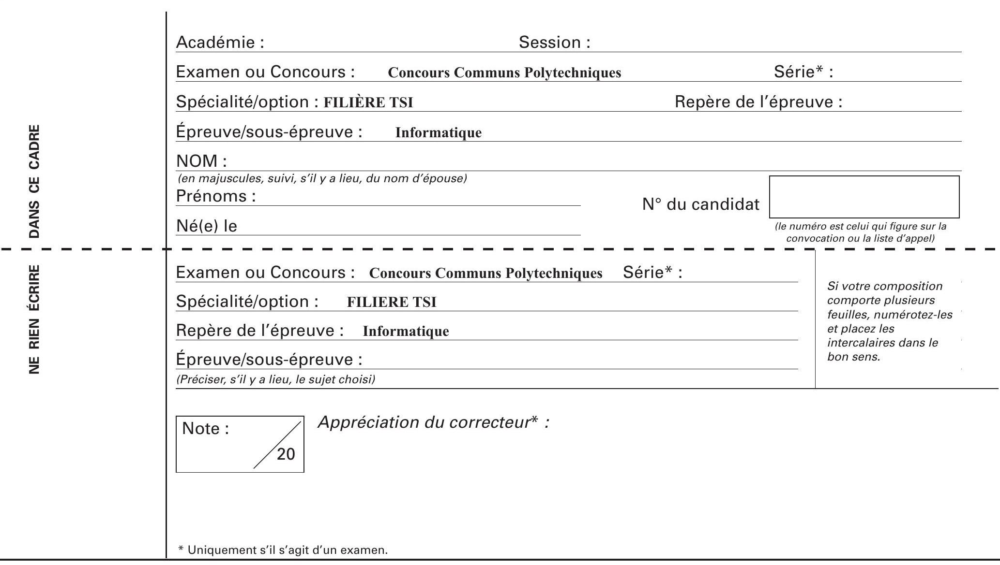 Académie : Session :
Examen ou Concours : Concours Communs Polytechniques Série* :
Spécialité/option : FILIÈRE TSI Repère de l’épreuve :
Épreuve/sous-épreuve : Informatique
NOM :
(en majuscules, suivi, s’il y a lieu, du nom d’épouse)
Prénoms :
N° du candidat
Né(e) le
(le numéro est celui qui figure sur la
convocation ou la liste d’appel)
DANS CE CADRE
NE RIEN ÉCRIRE
Examen ou Concours : Concours Communs Polytechniques Série* :
Spécialité/option : FILIERE TSI
Repère de l’épreuve : Informatique
Épreuve/sous-épreuve :
(Préciser, s’il y a lieu, le sujet choisi)
Si votre composition
comporte plusieurs
feuilles, numérotez-les
et placez les
intercalaires dans le
bon sens.
Note :
20
Appréciation du correcteur* :
* Uniquement s’il s’agit d’un examen.